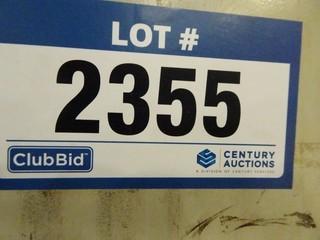 LOT #
2355
ClubBid
CENTURY
AUCTIONS
A DIVISION OF CENTURY SERVICES